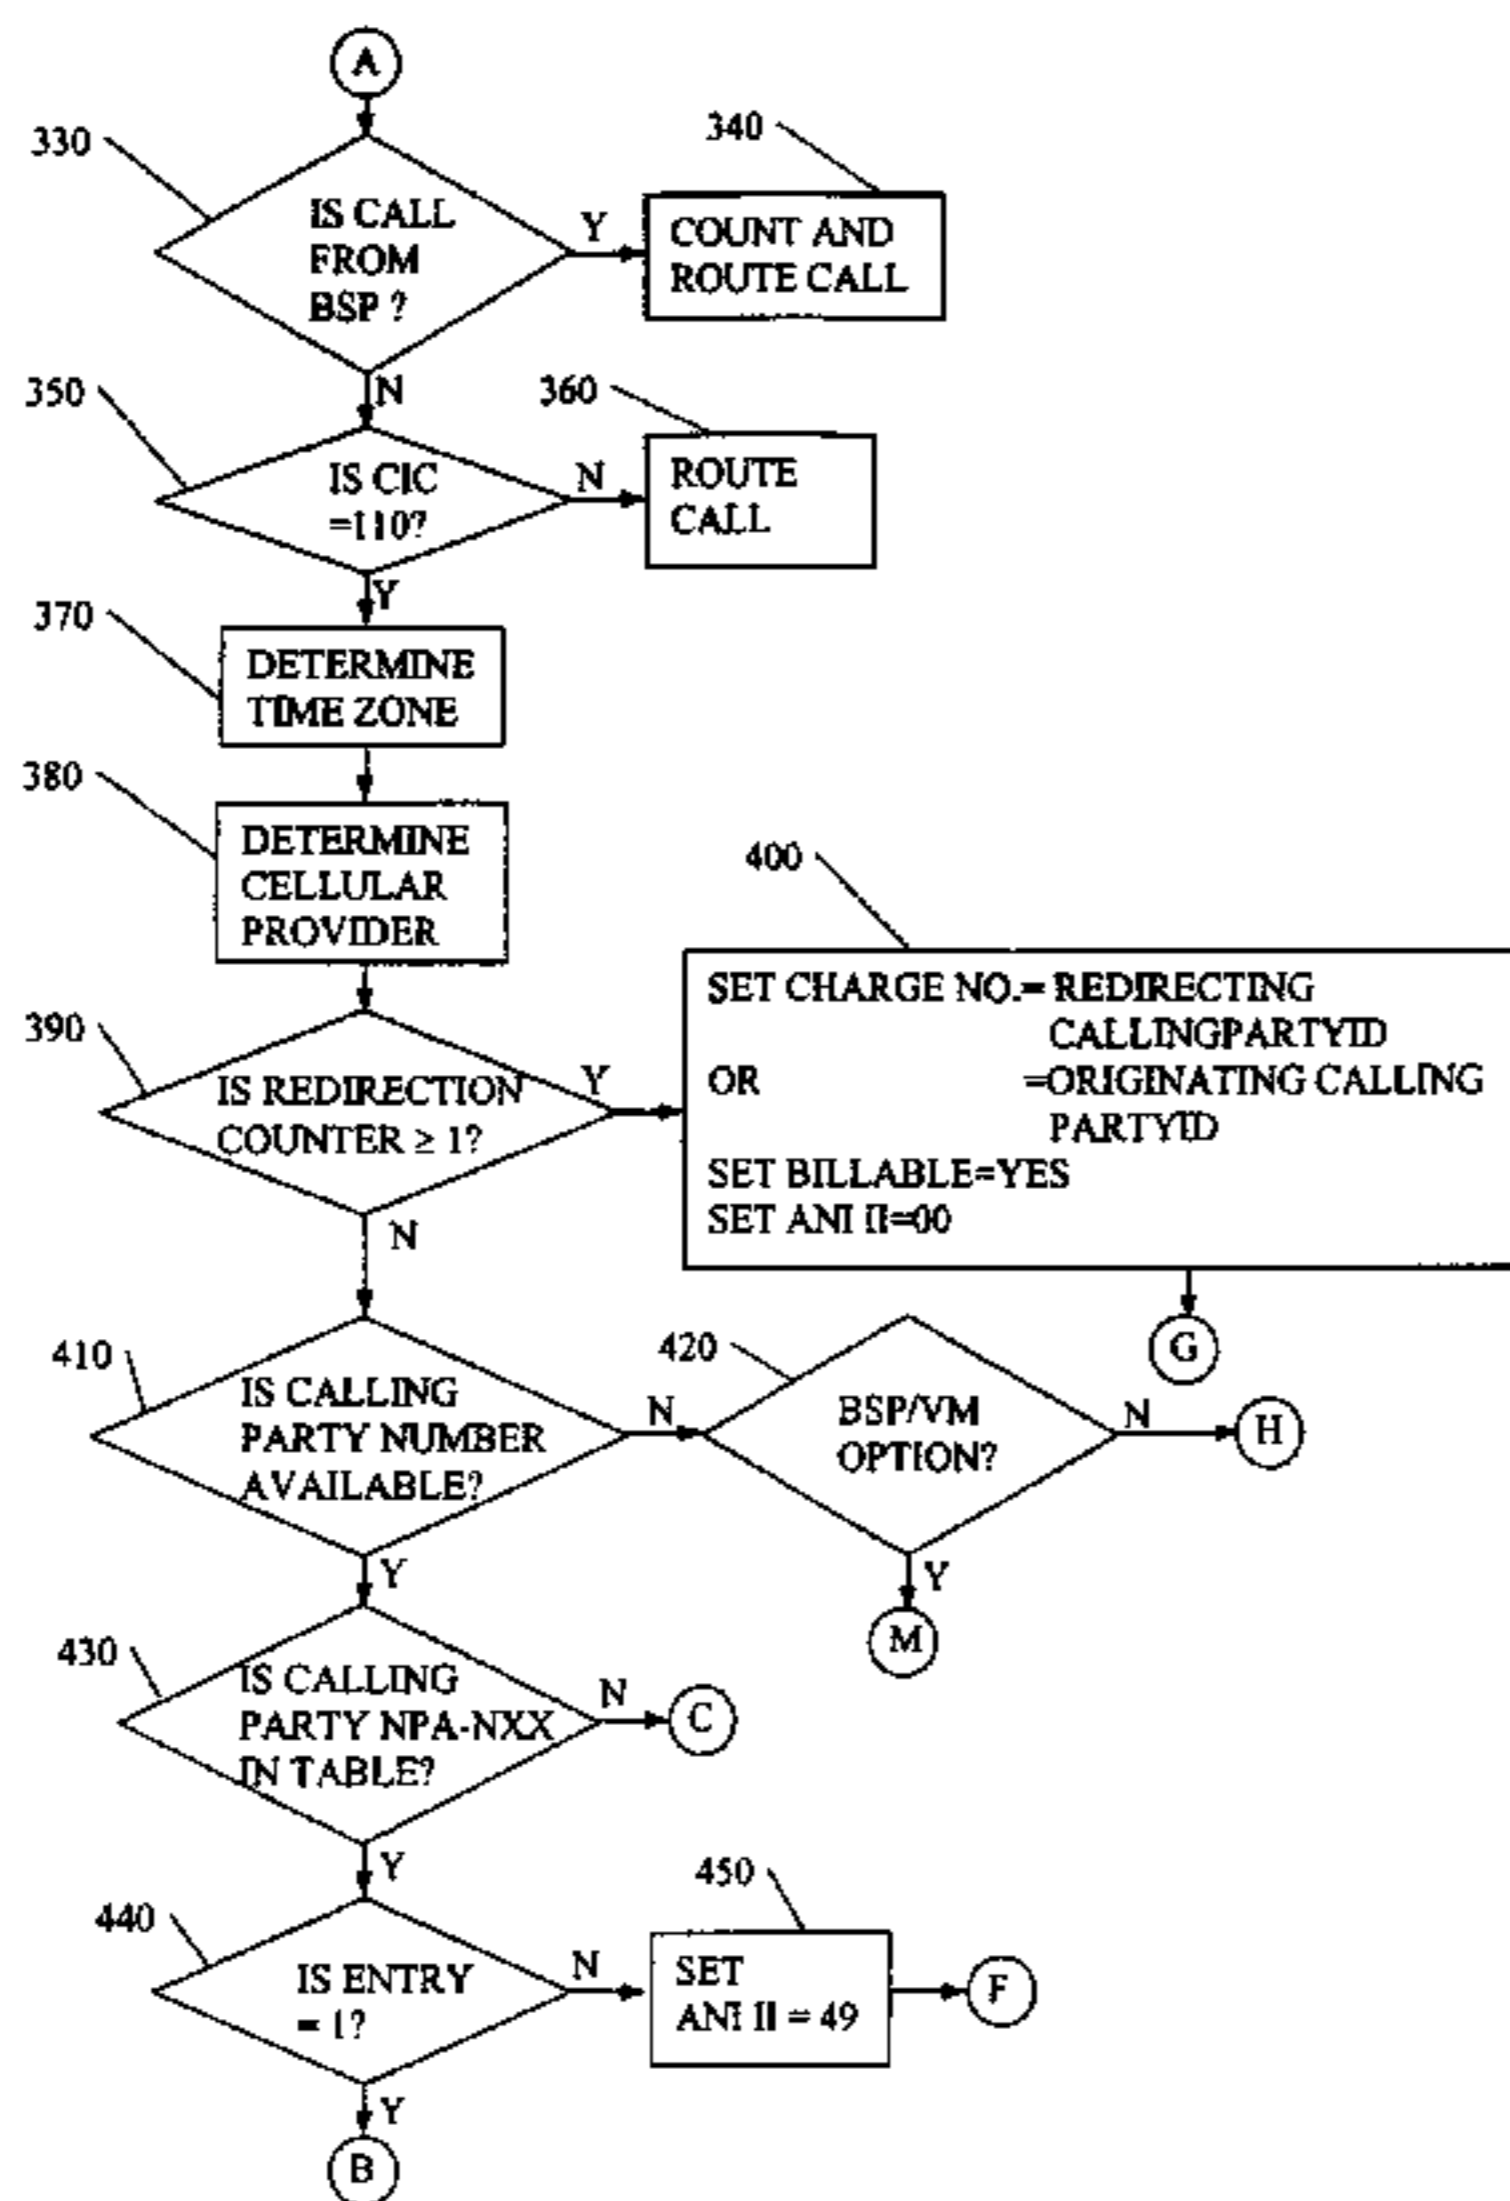 A
330
IS CALL
FROM
BSP ?
Y
340
COUNT AND
ROUTE CALL
N
350
IS CIC
=110?
N
360
ROUTE
CALL
Y
370
DETERMINE
TIME ZONE
380
DETERMINE
CELLULAR
PROVIDER
390
IS REDIRECTION
COUNTER ≥ 1?
Y
400
SET CHARGE NO.= REDIRECTING
CALLINGPARTYID
OR =ORIGINATING CALLING
PARTYID
SET BILLABLE=YES
SET ANI II=00
G
N
410
IS CALLING
PARTY NUMBER
AVAILABLE?
N
420
BSP/VM
OPTION?
N
H
Y
M
Y
430
IS CALLING
PARTY NPA-NXX
IN TABLE?
N
C
Y
440
IS ENTRY
= 1?
N
450
SET
ANI II = 49
F
Y
B